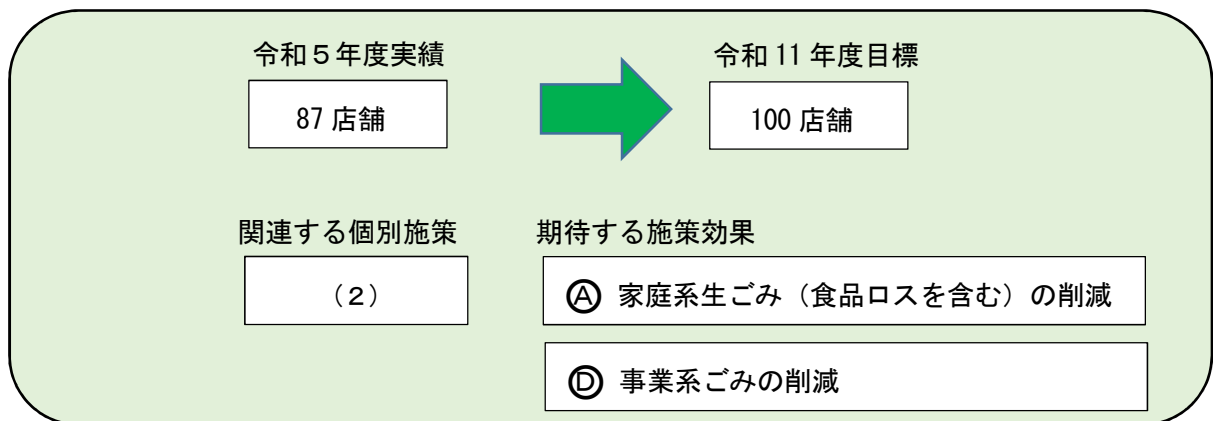 令和５年度実績
令和 11 年度目標
87 店舗
100 店舗
関連する個別施策
期待する施策効果
（２）
Ⓐ 家庭系生ごみ（食品ロスを含む）の削減
Ⓓ 事業系ごみの削減